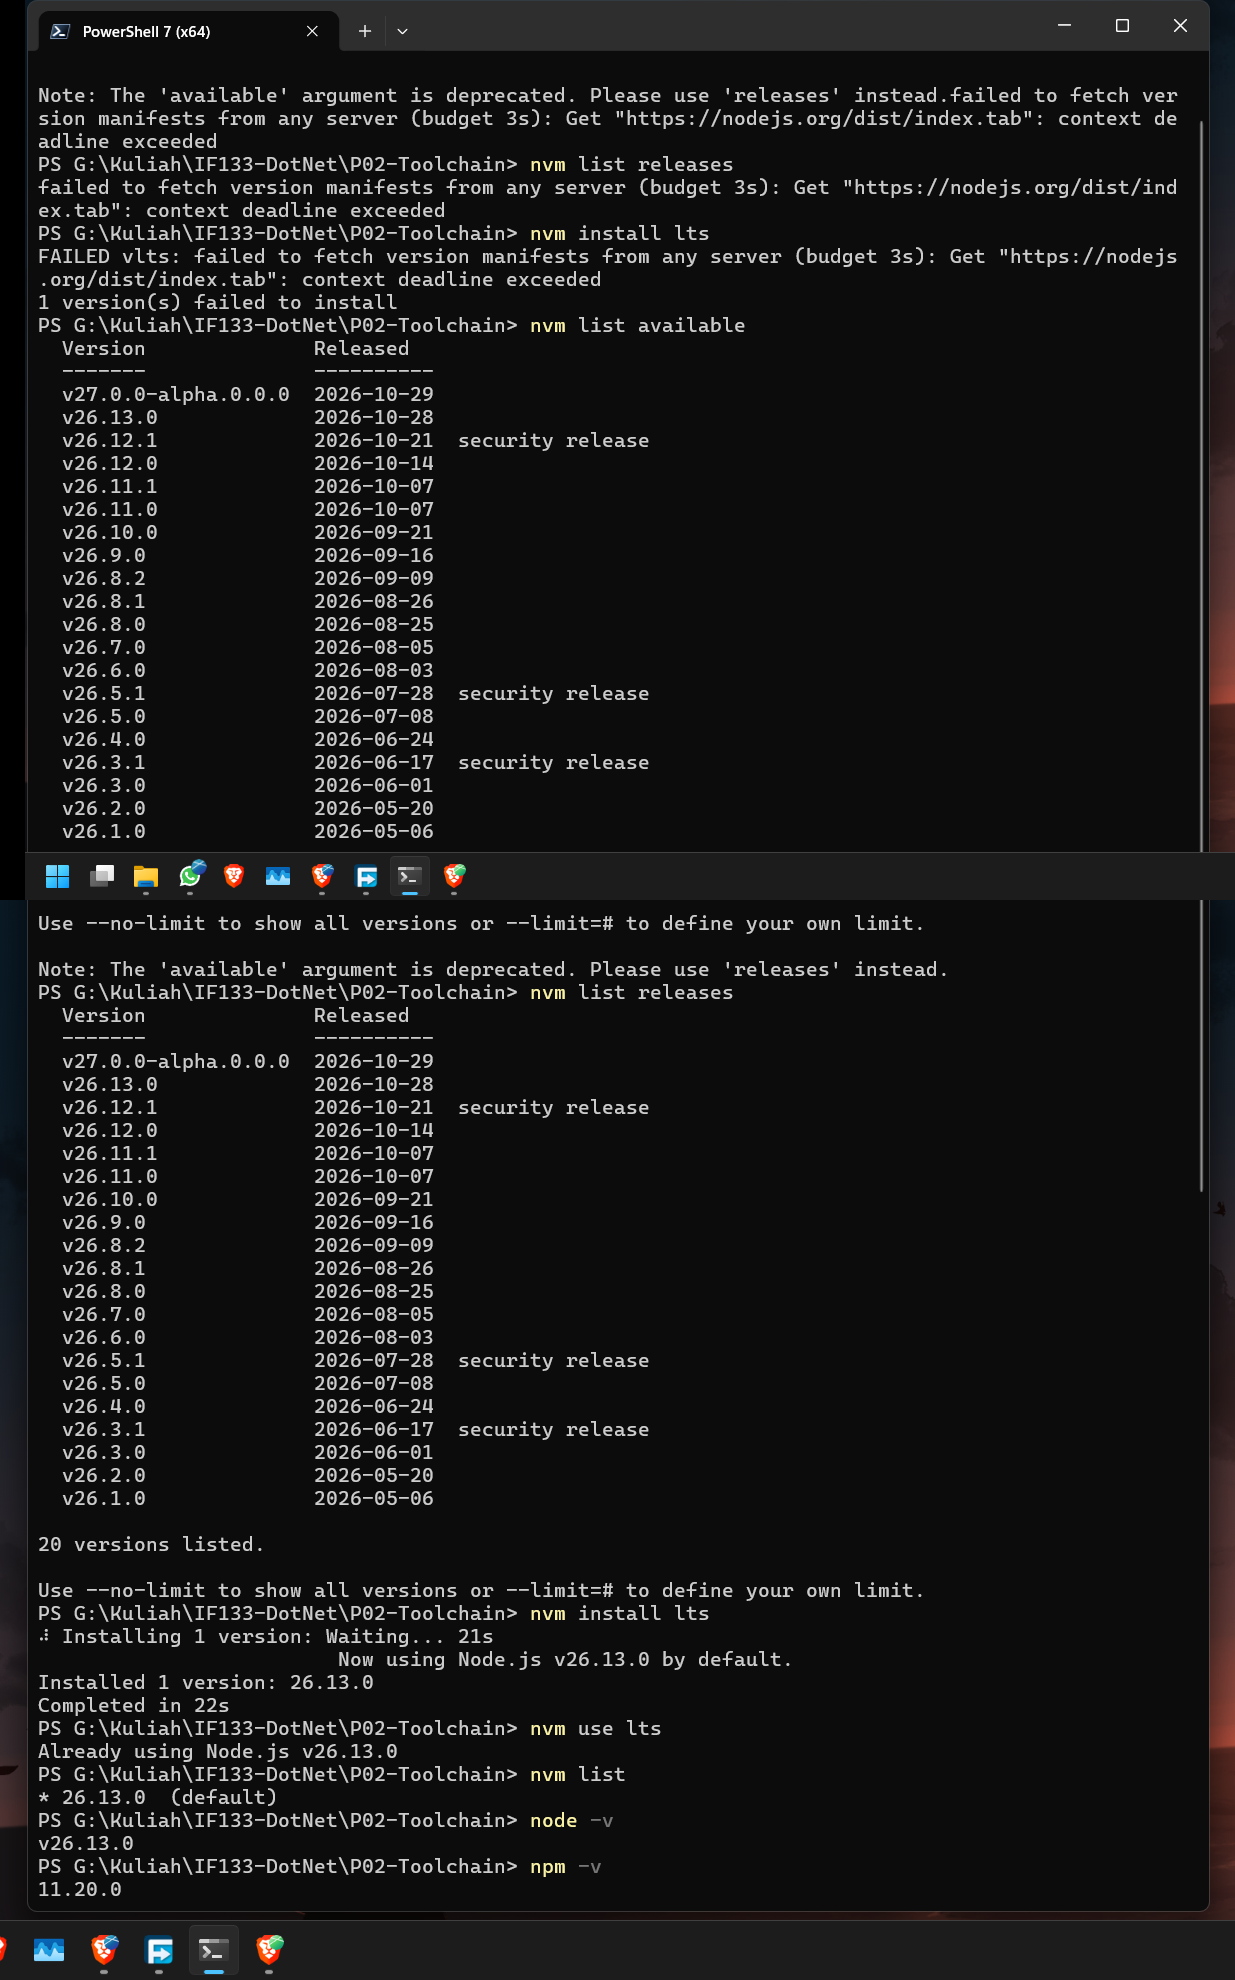 PowerShell 7 (x64)
Note: The 'available' argument is deprecated. Please use 'releases' instead.failed to fetch ver
sion manifests from any server (budget 3s): Get "https://nodejs.org/dist/index.tab": context de
adline exceeded
PS G:\Kuliah\IF133-DotNet\P02-Toolchain> nvm list releases
failed to fetch version manifests from any server (budget 3s): Get "https://nodejs.org/dist/ind
ex.tab": context deadline exceeded
PS G:\Kuliah\IF133-DotNet\P02-Toolchain> nvm install lts
FAILED vlts: failed to fetch version manifests from any server (budget 3s): Get "https://nodejs
.org/dist/index.tab": context deadline exceeded
1 version(s) failed to install
PS G:\Kuliah\IF133-DotNet\P02-Toolchain> nvm list available
Version Released
------- ----------
v27.0.0-alpha.0.0.0 2026-10-29
v26.13.0 2026-10-28
v26.12.1 2026-10-21 security release
v26.12.0 2026-10-14
v26.11.1 2026-10-07
v26.11.0 2026-10-07
v26.10.0 2026-09-21
v26.9.0 2026-09-16
v26.8.2 2026-09-09
v26.8.1 2026-08-26
v26.8.0 2026-08-25
v26.7.0 2026-08-05
v26.6.0 2026-08-03
v26.5.1 2026-07-28 security release
v26.5.0 2026-07-08
v26.4.0 2026-06-24
v26.3.1 2026-06-17 security release
v26.3.0 2026-06-01
v26.2.0 2026-05-20
v26.1.0 2026-05-06
Use --no-limit to show all versions or --limit=# to define your own limit.
Note: The 'available' argument is deprecated. Please use 'releases' instead.
PS G:\Kuliah\IF133-DotNet\P02-Toolchain> nvm list releases
Version Released
------- ----------
v27.0.0-alpha.0.0.0 2026-10-29
v26.13.0 2026-10-28
v26.12.1 2026-10-21 security release
v26.12.0 2026-10-14
v26.11.1 2026-10-07
v26.11.0 2026-10-07
v26.10.0 2026-09-21
v26.9.0 2026-09-16
v26.8.2 2026-09-09
v26.8.1 2026-08-26
v26.8.0 2026-08-25
v26.7.0 2026-08-05
v26.6.0 2026-08-03
v26.5.1 2026-07-28 security release
v26.5.0 2026-07-08
v26.4.0 2026-06-24
v26.3.1 2026-06-17 security release
v26.3.0 2026-06-01
v26.2.0 2026-05-20
v26.1.0 2026-05-06
20 versions listed.
Use --no-limit to show all versions or --limit=# to define your own limit.
PS G:\Kuliah\IF133-DotNet\P02-Toolchain> nvm install lts
Installing 1 version: Waiting... 21s
Now using Node.js v26.13.0 by default.
Installed 1 version: 26.13.0
Completed in 22s
PS G:\Kuliah\IF133-DotNet\P02-Toolchain> nvm use lts
Already using Node.js v26.13.0
PS G:\Kuliah\IF133-DotNet\P02-Toolchain> nvm list
* 26.13.0 (default)
PS G:\Kuliah\IF133-DotNet\P02-Toolchain> node -v
v26.13.0
PS G:\Kuliah\IF133-DotNet\P02-Toolchain> npm -v
11.20.0